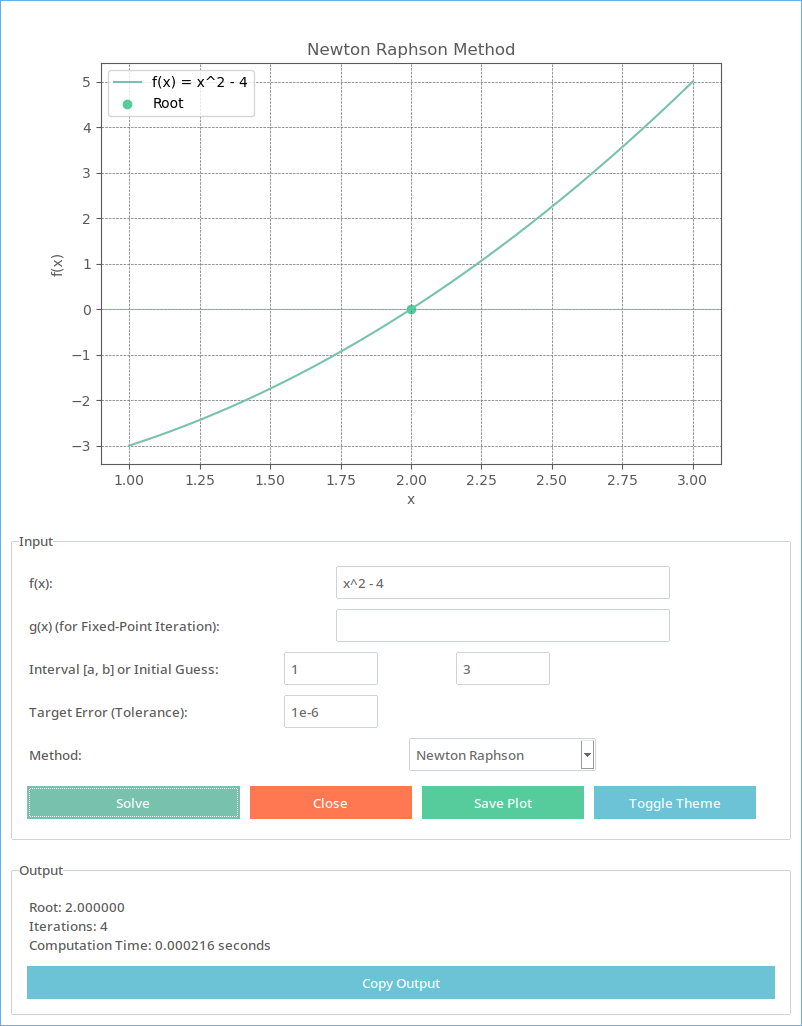 Newton Raphson Method
f(x) = x^2 - 4
Root
5
4
3
2
1
0
−1
−2
−3
f(x)
1.00 1.25 1.50 1.75 2.00 2.25 2.50 2.75 3.00
x
Input
f(x): x^2 - 4
g(x) (for Fixed-Point Iteration):
Interval [a, b] or Initial Guess: 1 3
Target Error (Tolerance): 1e-6
Method: Newton Raphson
Solve Close Save Plot Toggle Theme
Output
Root: 2.000000
Iterations: 4
Computation Time: 0.000216 seconds
Copy Output